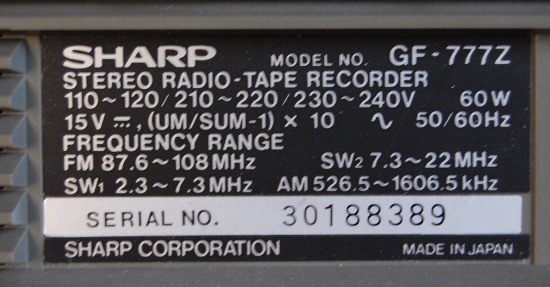 SHARP MODEL NO. GF-777Z
STEREO RADIO-TAPE RECORDER
110~120/210~220/230~240V 60W
15V ⎓, (UM/SUM-1) × 10 ∿ 50/60Hz
FREQUENCY RANGE
FM 87.6~108MHz SW2 7.3~22MHz
SW1 2.3~7.3MHz AM 526.5~1606.5kHz
SERIAL NO. 30188389
SHARP CORPORATION MADE IN JAPAN